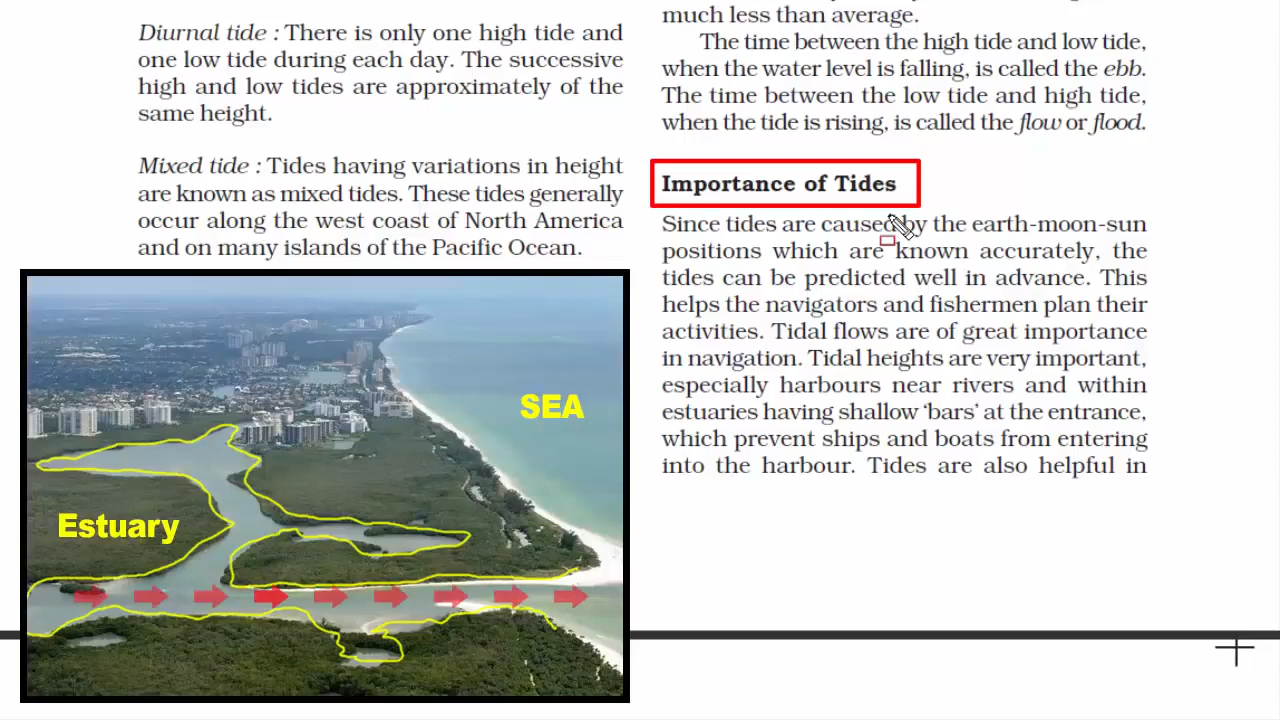 Diurnal tide : There is only one high tide and
one low tide during each day. The successive
high and low tides are approximately of the
same height.
Mixed tide : Tides having variations in height
are known as mixed tides. These tides generally
occur along the west coast of North America
and on many islands of the Pacific Ocean.
SEA
Estuary
much less than average.
The time between the high tide and low tide,
when the water level is falling, is called the ebb.
The time between the low tide and high tide,
when the tide is rising, is called the flow or flood.
Importance of Tides
Since tides are caused by the earth-moon-sun
positions which are known accurately, the
tides can be predicted well in advance. This
helps the navigators and fishermen plan their
activities. Tidal flows are of great importance
in navigation. Tidal heights are very important,
especially harbours near rivers and within
estuaries having shallow ‘bars’ at the entrance,
which prevent ships and boats from entering
into the harbour. Tides are also helpful in